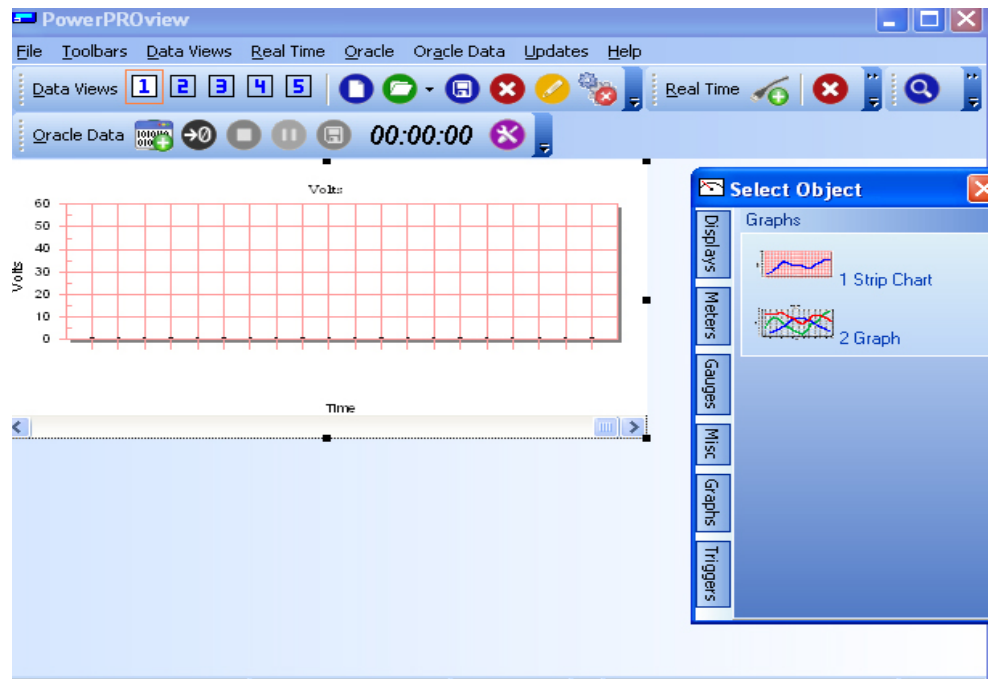 PowerPROview
File Toolbars Data Views Real Time Oracle Oracle Data Updates Help
Data Views 1 2 3 4 5 Real Time
Oracle Data 00:00:00
Volts
60
50
40
30
20
10
0
Volts
Time
Select Object
Displays
Meters
Gauges
Misc
Graphs
Triggers
Graphs
1 Strip Chart
2 Graph